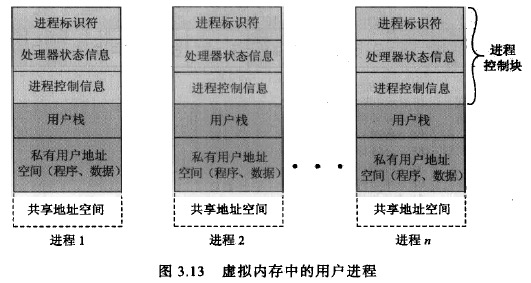 进程标识符
处理器状态信息
进程控制信息
用户栈
私有用户地址
空间（程序、数据）
共享地址空间
进程 1
进程标识符
处理器状态信息
进程控制信息
用户栈
私有用户地址
空间（程序、数据）
共享地址空间
进程 2
进程标识符
处理器状态信息
进程控制信息
用户栈
私有用户地址
空间（程序、数据）
共享地址空间
进程 n
进程
控制块
图 3.13 虚拟内存中的用户进程